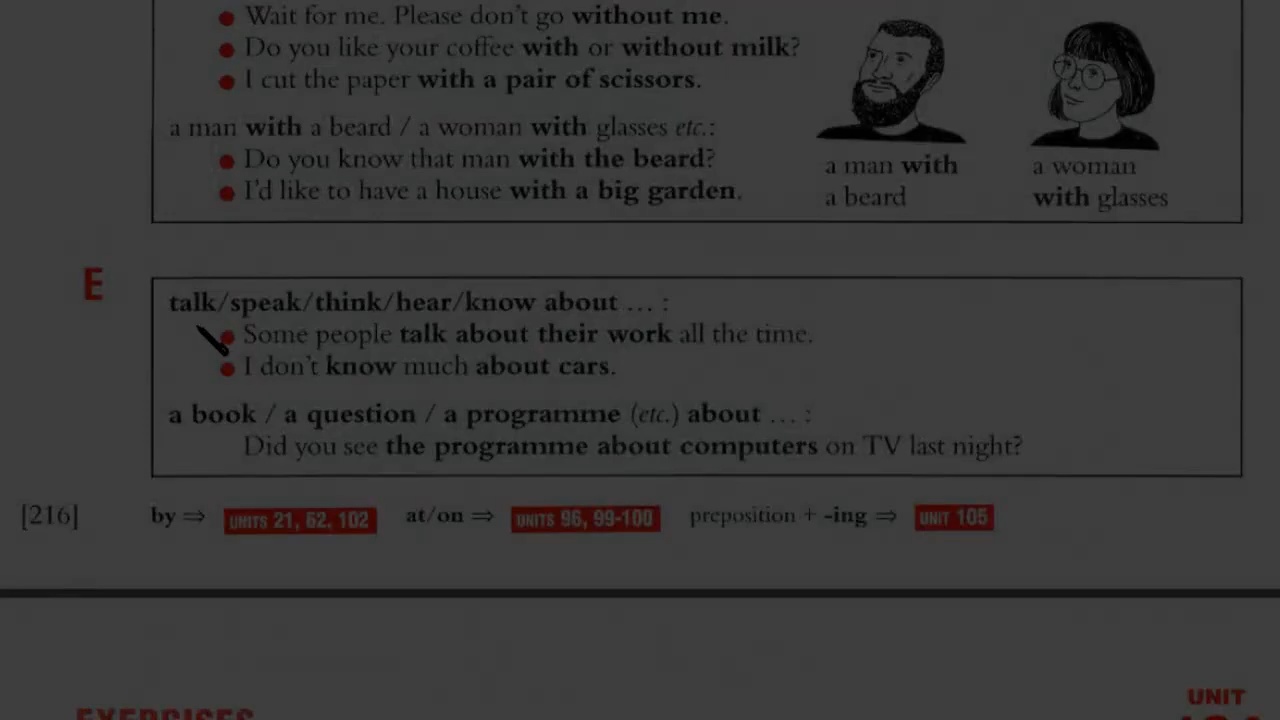 Wait for me. Please don't go without me.
Do you like your coffee with or without milk?
I cut the paper with a pair of scissors.
a man with a beard / a woman with glasses etc.:
Do you know that man with the beard?
I'd like to have a house with a big garden.
a man with
a beard
a woman
with glasses
E
talk/speak/think/hear/know about … :
Some people talk about their work all the time.
I don't know much about cars.
a book / a question / a programme (etc.) about … :
Did you see the programme about computers on TV last night?
[216] by ⇒ UNITS 21, 62, 102 at/on ⇒ UNITS 96, 99-100 preposition + -ing ⇒ UNIT 105
UNIT
EXERCISES